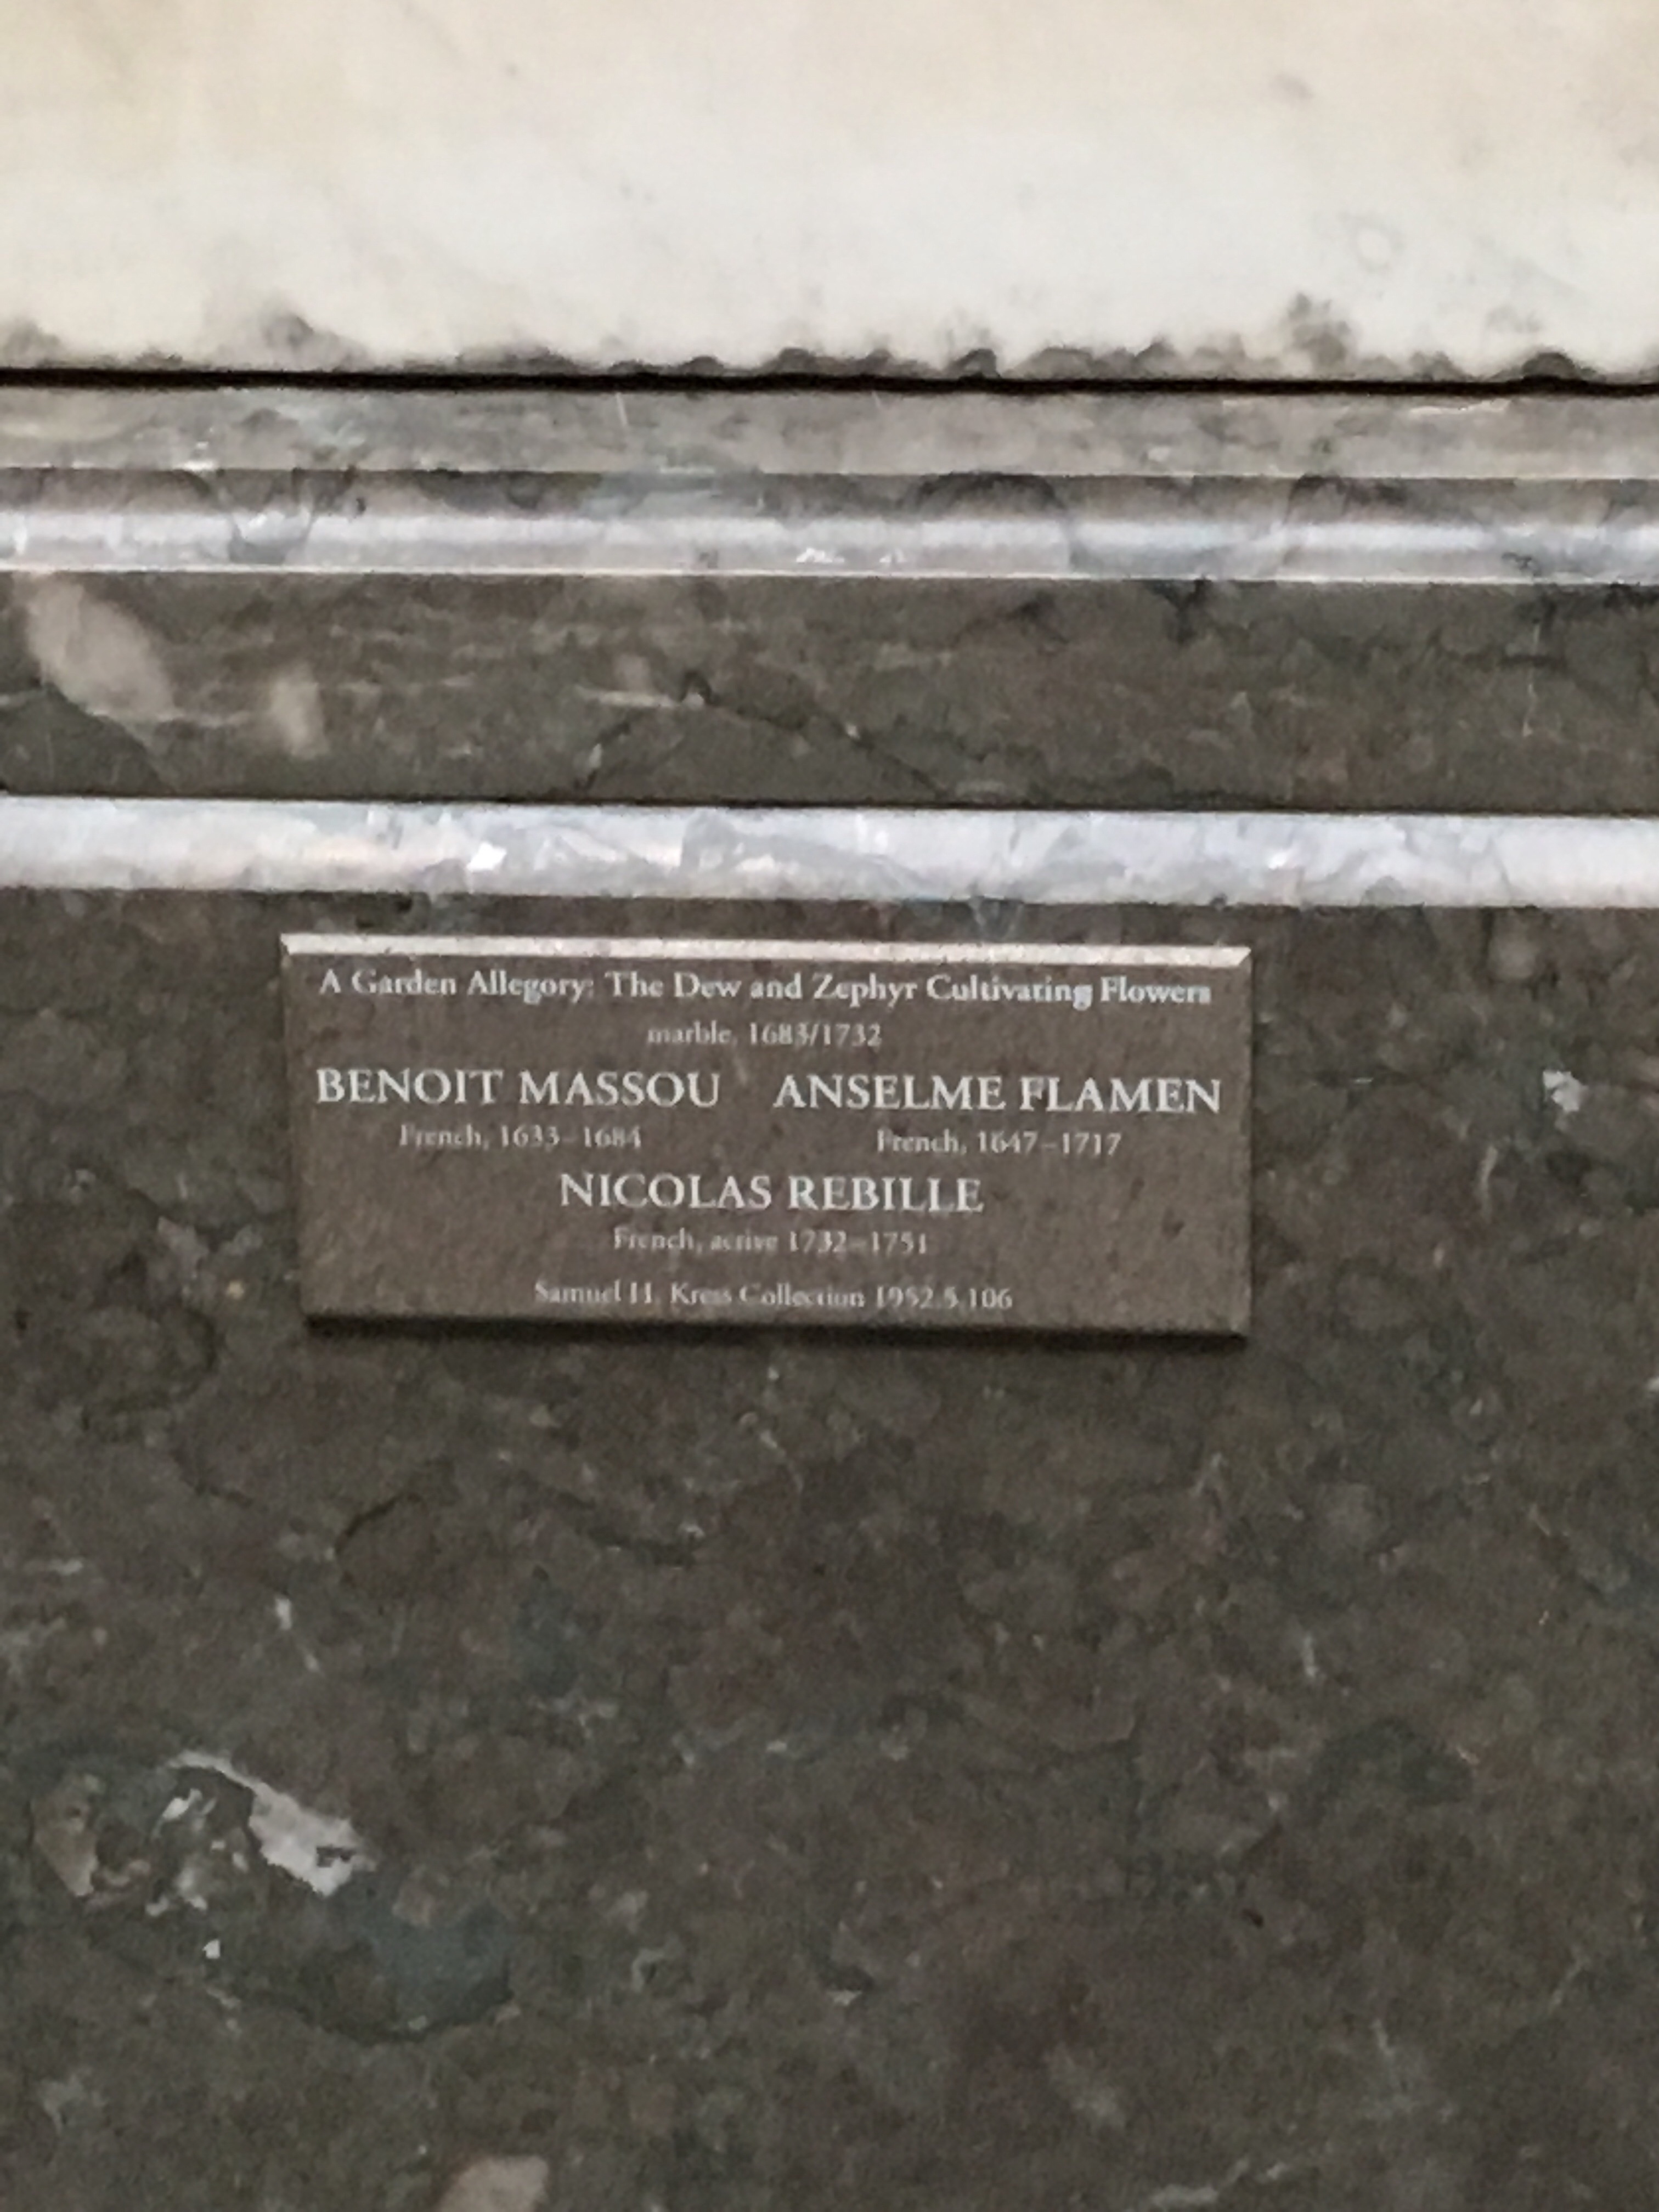 A Garden Allegory: The Dew and Zephyr Cultivating Flowers
marble, 1683/1732
BENOIT MASSOU ANSELME FLAMEN
French, 1633–1684 French, 1647–1717
NICOLAS REBILLE
French, active 1732–1751
Samuel H. Kress Collection 1952.5.106